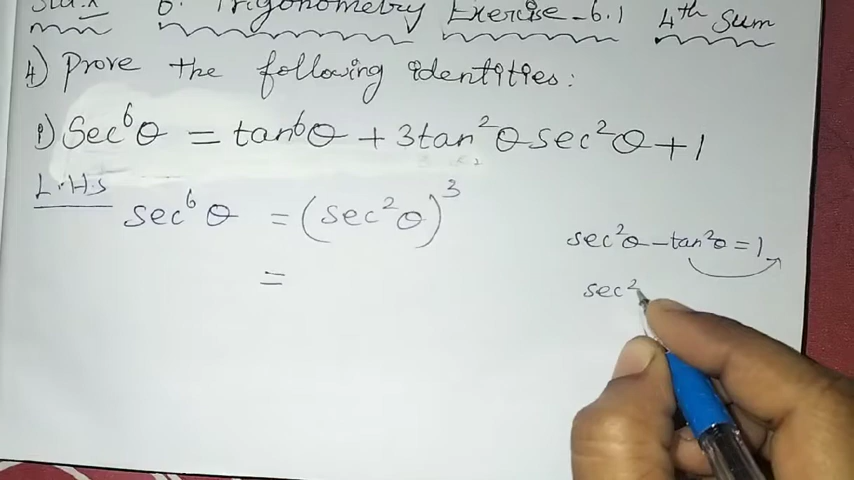 Std.X 6. Trigonometry Exercise-6.1 4th Sum
4) Prove the following identities:
i) Sec⁶θ = tan⁶θ + 3tan²θ sec²θ + 1
L.H.S
sec⁶θ = (sec²θ)³
sec²θ – tan²θ = 1
=
sec²